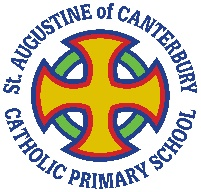 St. AUGUSTINE of CANTERBURY
CATHOLIC PRIMARY SCHOOL